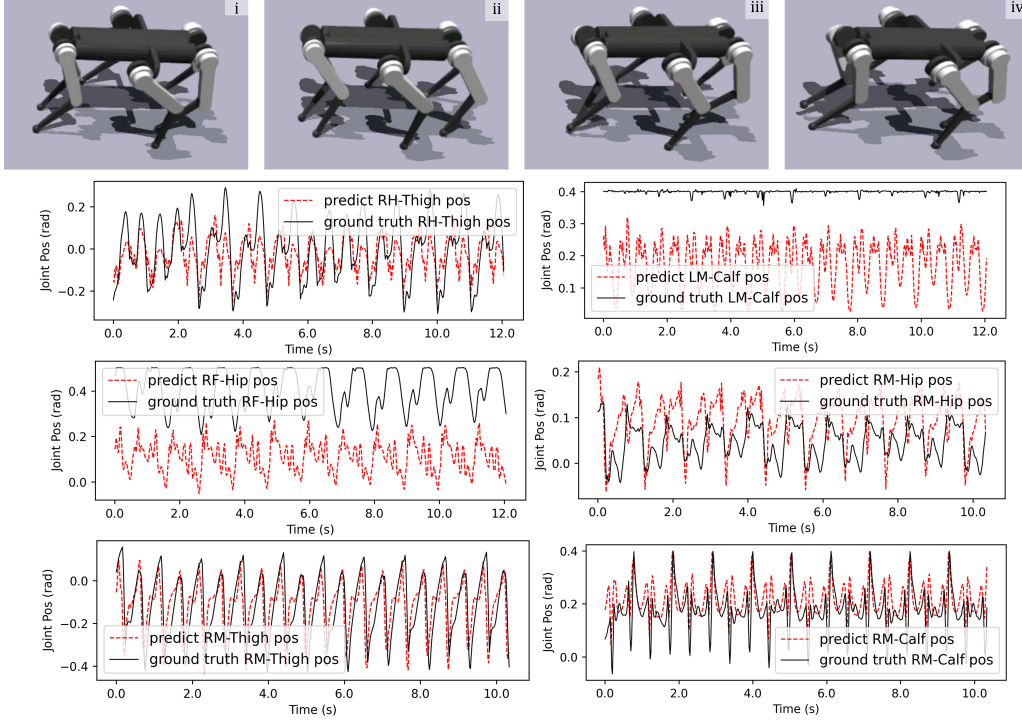 i
ii
iii
iv
Joint Pos (rad)
0.2
0.0
−0.2
predict RH-Thigh pos
ground truth RH-Thigh pos
0.0 2.0 4.0 6.0 8.0 10.0 12.0
Time (s)
Joint Pos (rad)
0.4
0.3
0.2
0.1
predict LM-Calf pos
ground truth LM-Calf pos
0.0 2.0 4.0 6.0 8.0 10.0 12.0
Time (s)
Joint Pos (rad)
0.4
0.2
0.0
predict RF-Hip pos
ground truth RF-Hip pos
0.0 2.0 4.0 6.0 8.0 10.0 12.0
Time (s)
Joint Pos (rad)
0.2
0.1
0.0
predict RM-Hip pos
ground truth RM-Hip pos
0.0 2.0 4.0 6.0 8.0 10.0
Time (s)
Joint Pos (rad)
0.0
−0.2
−0.4
predict RM-Thigh pos
ground truth RM-Thigh pos
0.0 2.0 4.0 6.0 8.0 10.0
Time (s)
Joint Pos (rad)
0.4
0.2
0.0
predict RM-Calf pos
ground truth RM-Calf pos
0.0 2.0 4.0 6.0 8.0 10.0
Time (s)